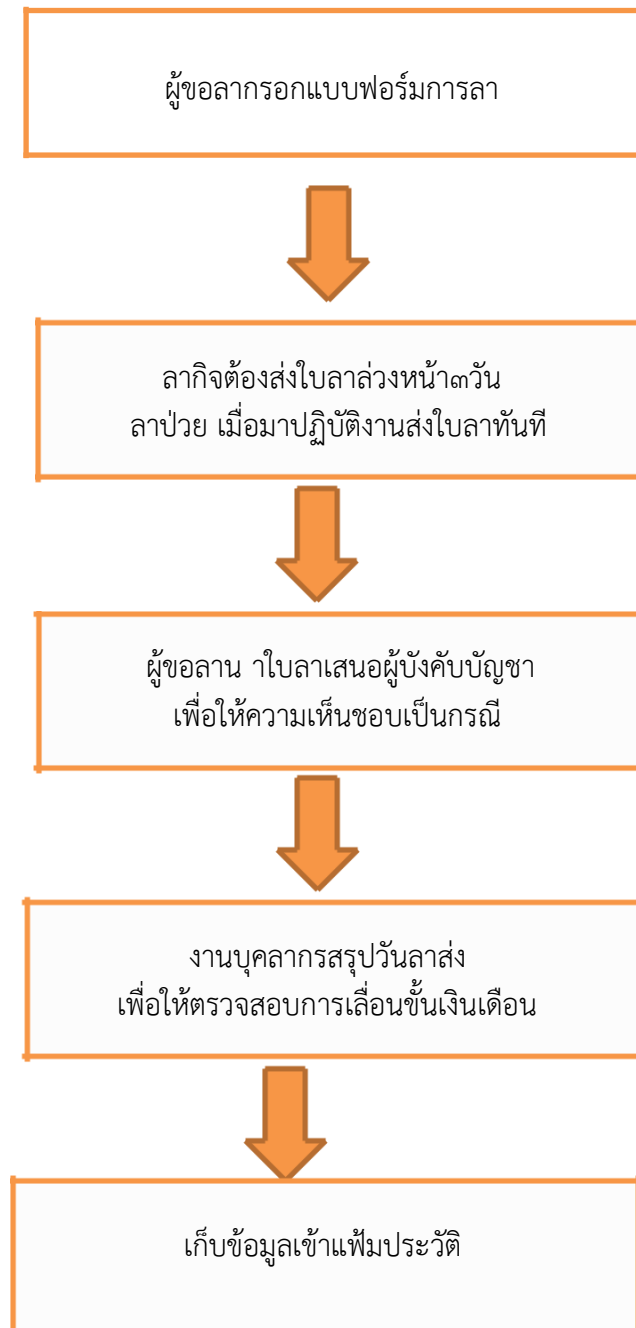 ผู้ขอลากรอกแบบฟอร์มการลา
ลากิจต้องส่งใบลาล่วงหน้า๓วัน
ลาป่วย เมื่อมาปฏิบัติงานส่งใบลาทันที
ผู้ขอลาน ำใบลาเสนอผู้บังคับบัญชา
เพื่อให้ความเห็นชอบเป็นกรณี
งานบุคลากรสรุปวันลาส่ง
เพื่อให้ตรวจสอบการเลื่อนขั้นเงินเดือน
เก็บข้อมูลเข้าแฟ้มประวัติ